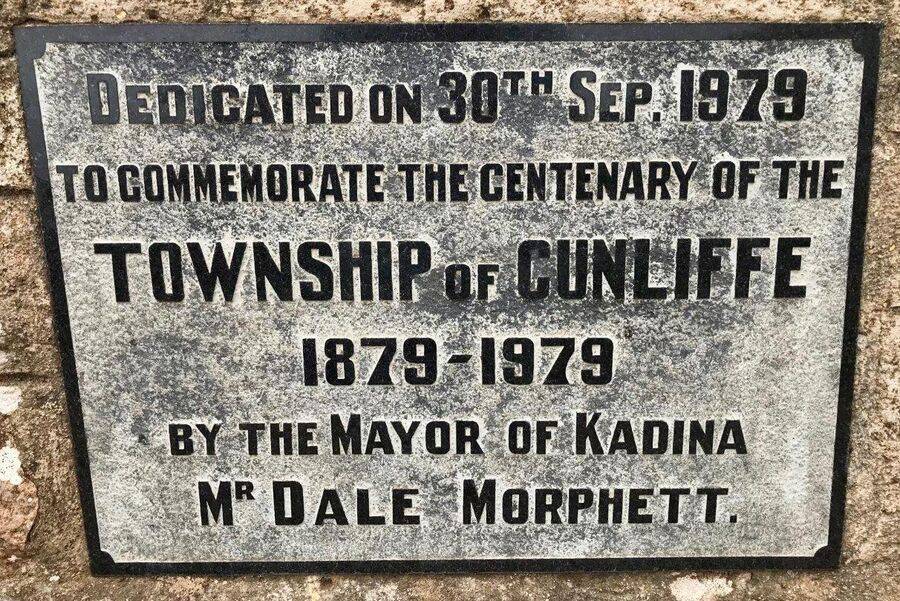 DEDICATED ON 30TH SEP. 1979
TO COMMEMORATE THE CENTENARY OF THE
TOWNSHIP OF CUNLIFFE
1879-1979
BY THE MAYOR OF KADINA
MR DALE MORPHETT.